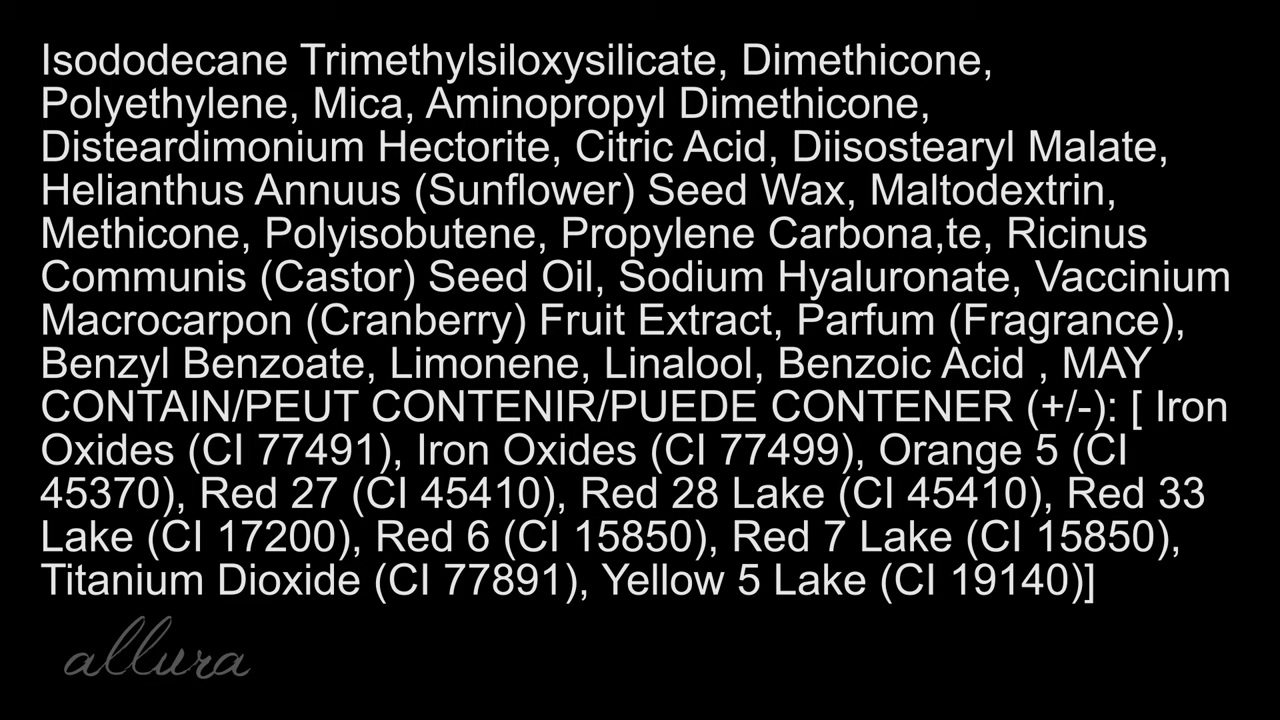 Isododecane Trimethylsiloxysilicate, Dimethicone,
Polyethylene, Mica, Aminopropyl Dimethicone,
Disteardimonium Hectorite, Citric Acid, Diisostearyl Malate,
Helianthus Annuus (Sunflower) Seed Wax, Maltodextrin,
Methicone, Polyisobutene, Propylene Carbona,te, Ricinus
Communis (Castor) Seed Oil, Sodium Hyaluronate, Vaccinium
Macrocarpon (Cranberry) Fruit Extract, Parfum (Fragrance),
Benzyl Benzoate, Limonene, Linalool, Benzoic Acid , MAY
CONTAIN/PEUT CONTENIR/PUEDE CONTENER (+/-): [ Iron
Oxides (CI 77491), Iron Oxides (CI 77499), Orange 5 (CI
45370), Red 27 (CI 45410), Red 28 Lake (CI 45410), Red 33
Lake (CI 17200), Red 6 (CI 15850), Red 7 Lake (CI 15850),
Titanium Dioxide (CI 77891), Yellow 5 Lake (CI 19140)]
allura